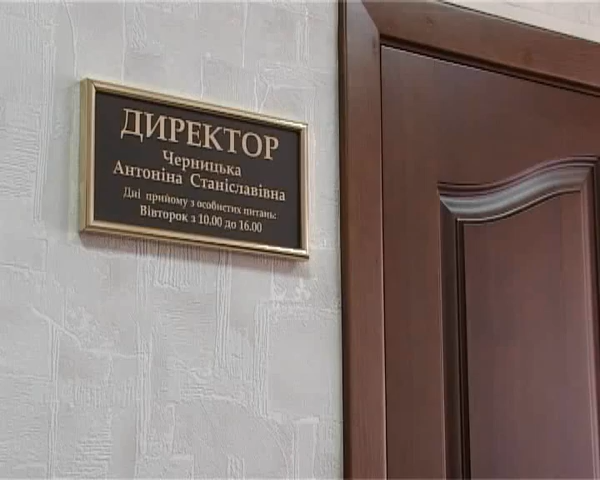 ДИРЕКТОР
Черницька
Антоніна Станіславівна
Дні прийому з особистих питань:
Вівторок з 10.00 до 16.00